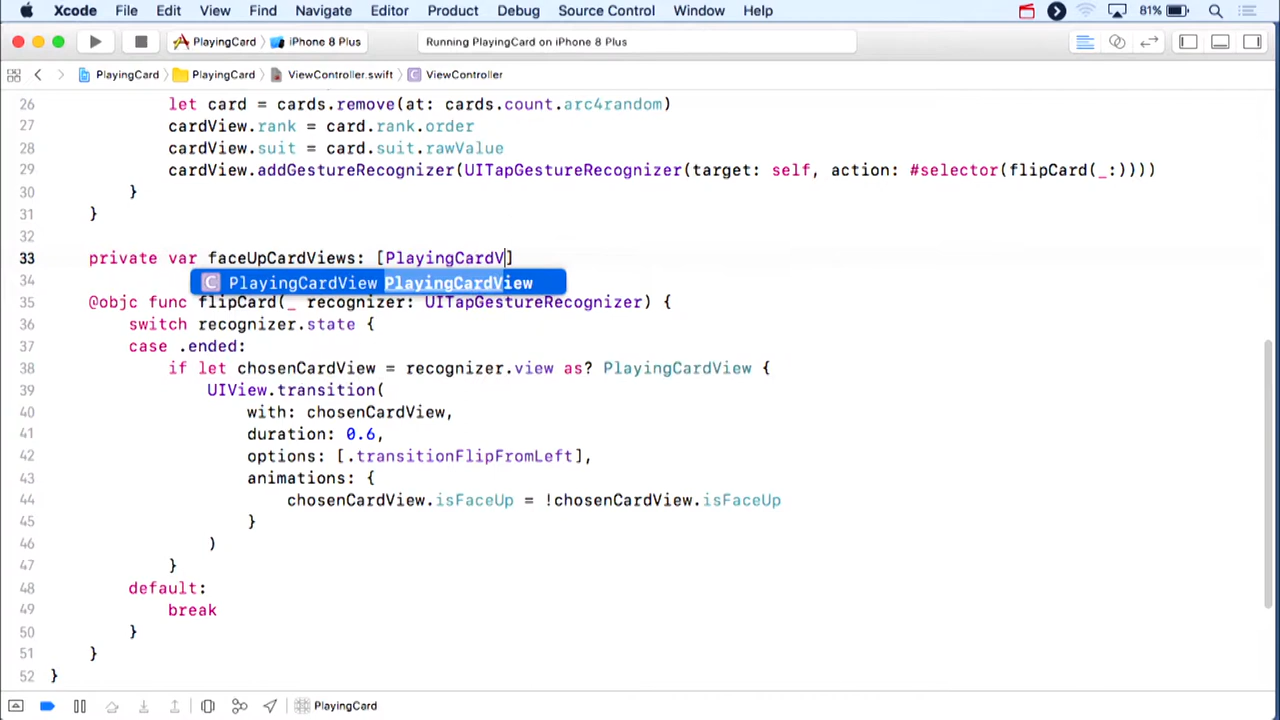 Xcode File Edit View Find Navigate Editor Product Debug Source Control Window Help 81%
PlayingCard iPhone 8 Plus Running PlayingCard on iPhone 8 Plus
PlayingCard PlayingCard ViewController.swift C ViewController
26 let card = cards.remove(at: cards.count.arc4random)
27 cardView.rank = card.rank.order
28 cardView.suit = card.suit.rawValue
29 cardView.addGestureRecognizer(UITapGestureRecognizer(target: self, action: #selector(flipCard(_:))))
30 }
31 }
32
33 private var faceUpCardViews: [PlayingCardV]
34 C PlayingCardView PlayingCardView
35 @objc func flipCard(_ recognizer: UITapGestureRecognizer) {
36 switch recognizer.state {
37 case .ended:
38 if let chosenCardView = recognizer.view as? PlayingCardView {
39 UIView.transition(
40 with: chosenCardView,
41 duration: 0.6,
42 options: [.transitionFlipFromLeft],
43 animations: {
44 chosenCardView.isFaceUp = !chosenCardView.isFaceUp
45 }
46 )
47 }
48 default:
49 break
50 }
51 }
52 }
PlayingCard